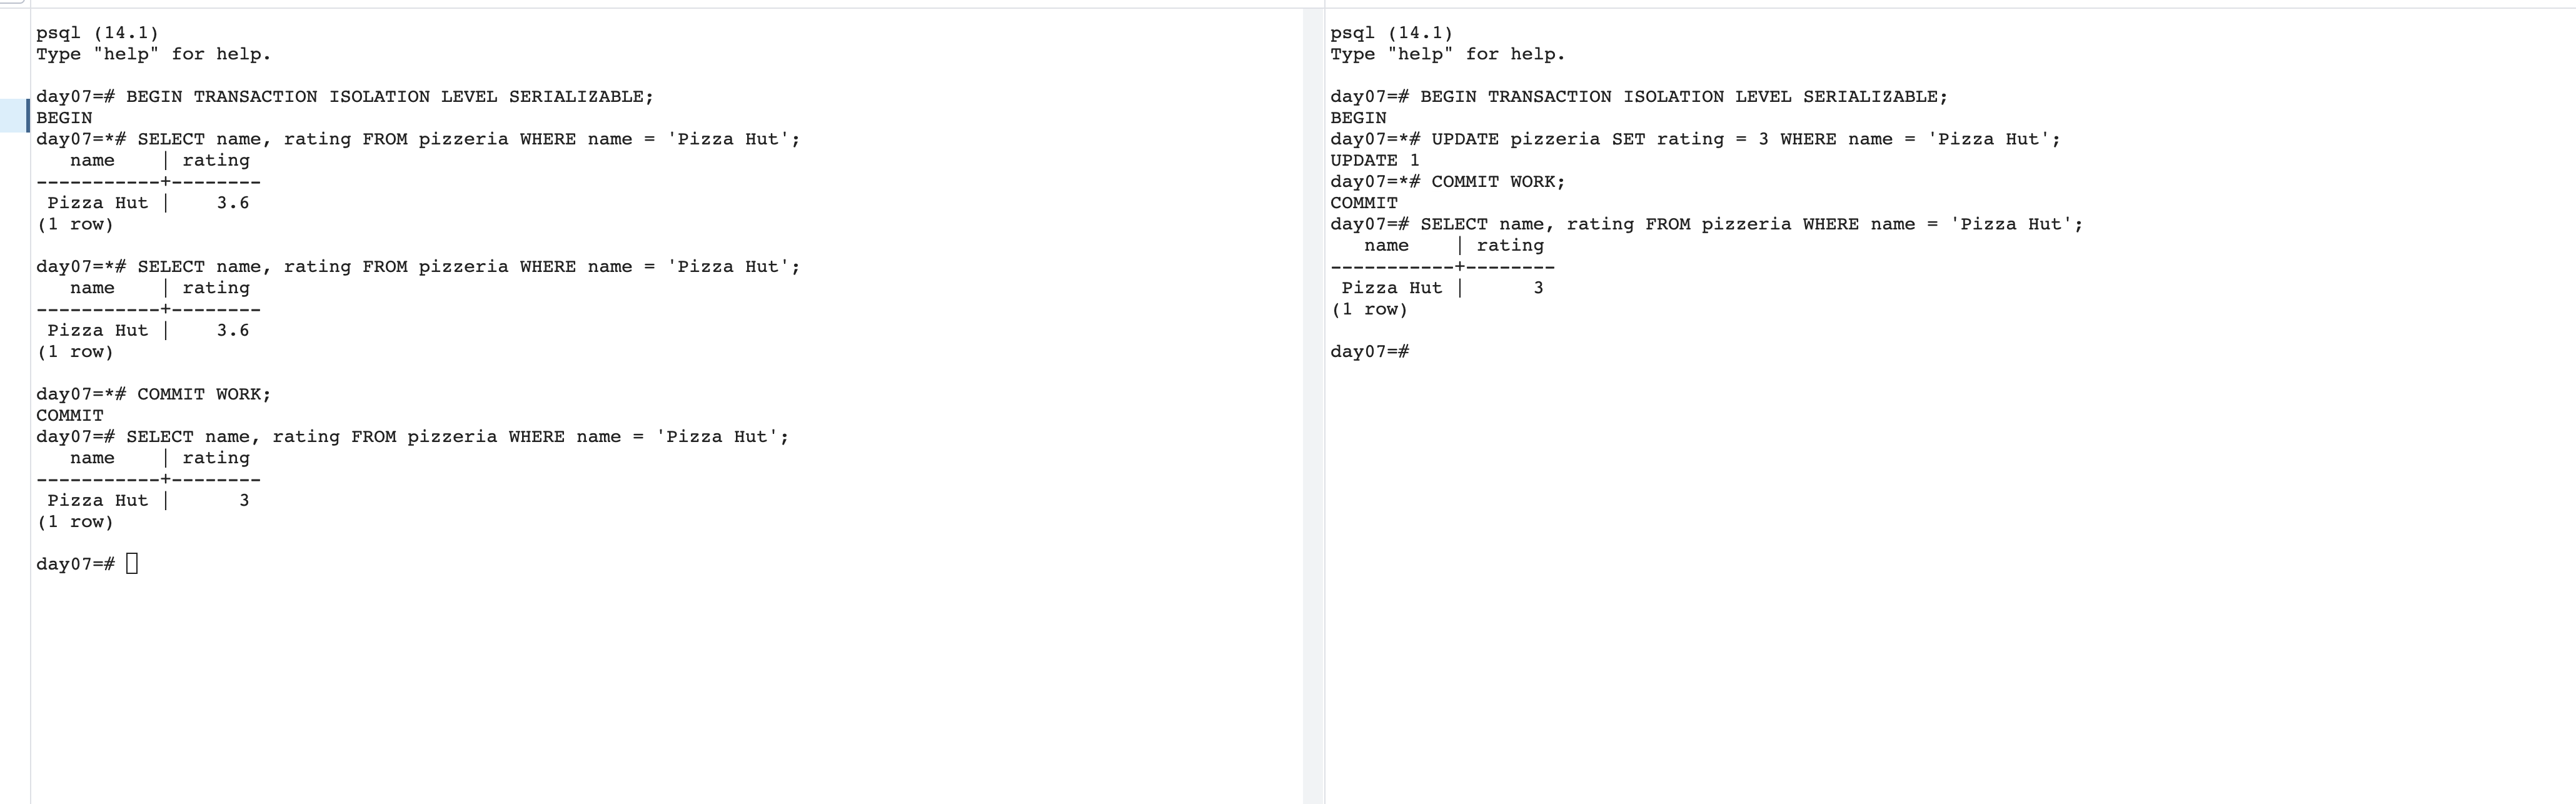 psql (14.1)
Type "help" for help.
day07=# BEGIN TRANSACTION ISOLATION LEVEL SERIALIZABLE;
BEGIN
day07=*# SELECT name, rating FROM pizzeria WHERE name = 'Pizza Hut';
   name    | rating
-----------+--------
 Pizza Hut |    3.6
(1 row)
day07=*# SELECT name, rating FROM pizzeria WHERE name = 'Pizza Hut';
   name    | rating
-----------+--------
 Pizza Hut |    3.6
(1 row)
day07=*# COMMIT WORK;
COMMIT
day07=# SELECT name, rating FROM pizzeria WHERE name = 'Pizza Hut';
   name    | rating
-----------+--------
 Pizza Hut |      3
(1 row)
day07=#
psql (14.1)
Type "help" for help.
day07=# BEGIN TRANSACTION ISOLATION LEVEL SERIALIZABLE;
BEGIN
day07=*# UPDATE pizzeria SET rating = 3 WHERE name = 'Pizza Hut';
UPDATE 1
day07=*# COMMIT WORK;
COMMIT
day07=# SELECT name, rating FROM pizzeria WHERE name = 'Pizza Hut';
   name    | rating
-----------+--------
 Pizza Hut |      3
(1 row)
day07=#